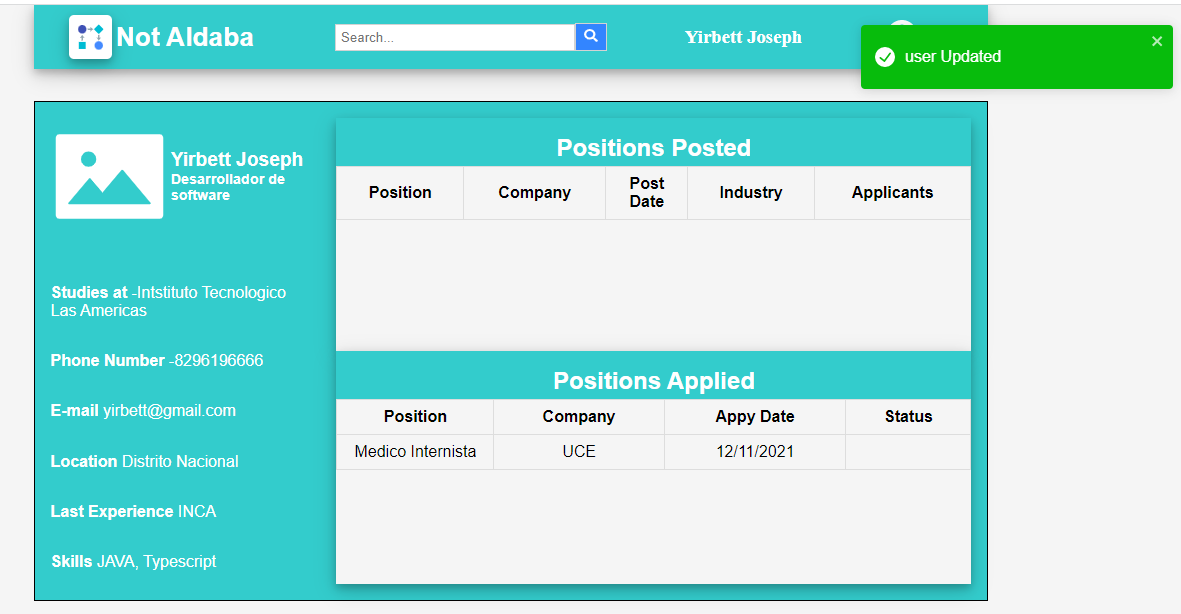 Not Aldaba
Search...
Yirbett Joseph
user Updated
Yirbett Joseph
Desarrollador de
software
Studies at -Intstituto Tecnologico
Las Americas
Phone Number -8296196666
E-mail yirbett@gmail.com
Location Distrito Nacional
Last Experience INCA
Skills JAVA, Typescript
Positions Posted
Position Company Post Date Industry Applicants
Positions Applied
Position Company Appy Date Status
Medico Internista UCE 12/11/2021